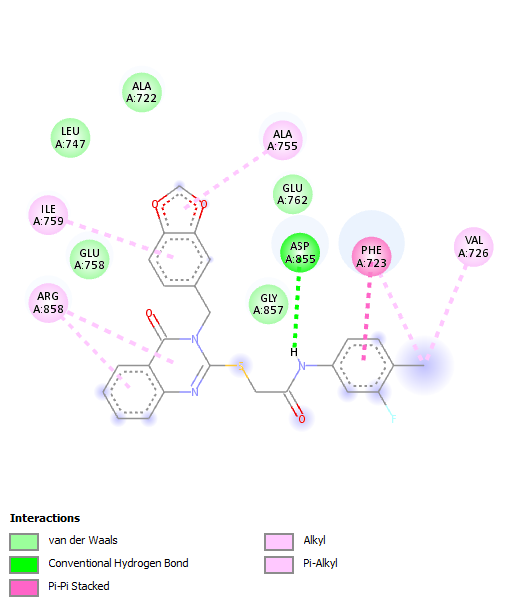 ALA
A:722
LEU
A:747
ALA
A:755
GLU
A:762
ILE
A:759
O
O
ASP
A:855
PHE
A:723
VAL
A:726
GLU
A:758
ARG
A:858
GLY
A:857
O
N
H
N
S
N
O
F
Interactions
van der Waals
Conventional Hydrogen Bond
Pi-Pi Stacked
Alkyl
Pi-Alkyl